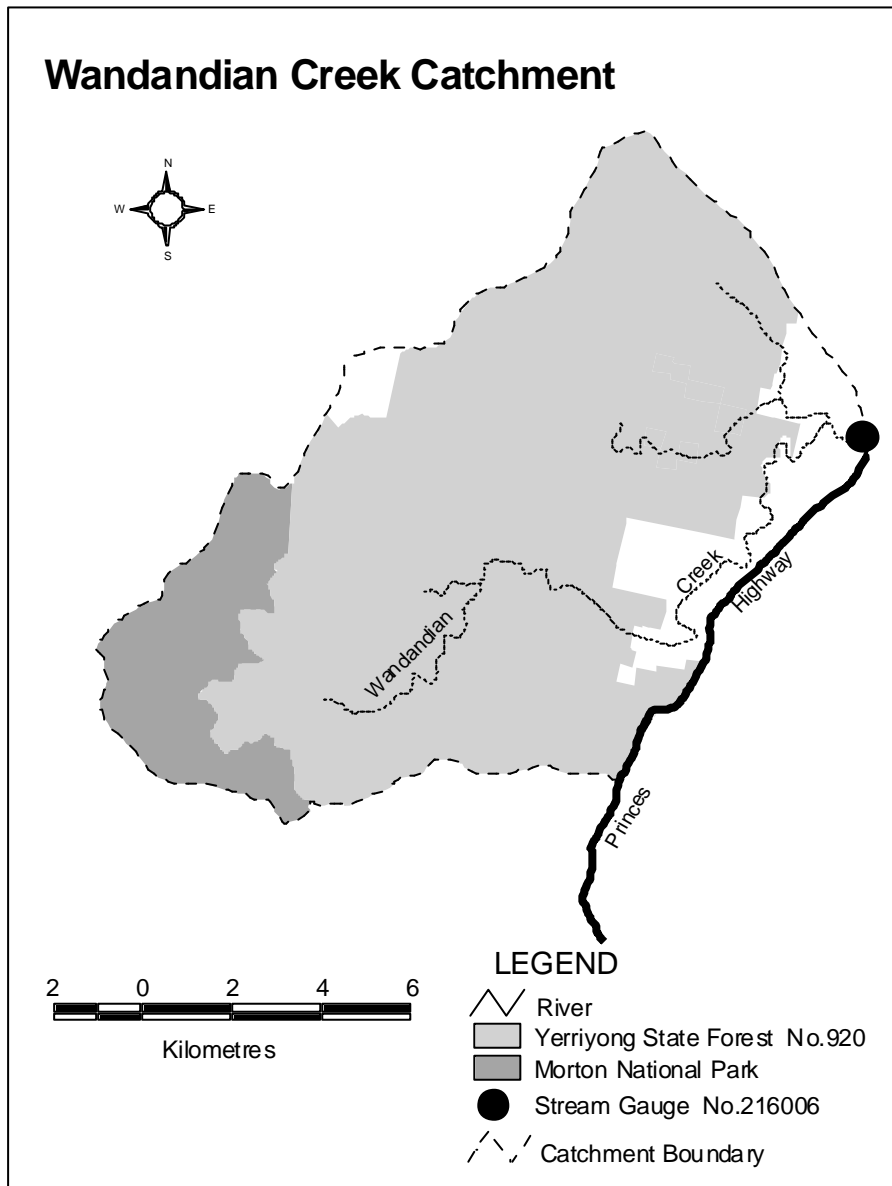 Wandandian Creek Catchment
N
W E
S
Creek
Highway
Wandandian
Princes
2 0 2 4 6
Kilometres
LEGEND
River
Yerriyong State Forest No.920
Morton National Park
Stream Gauge No.216006
Catchment Boundary